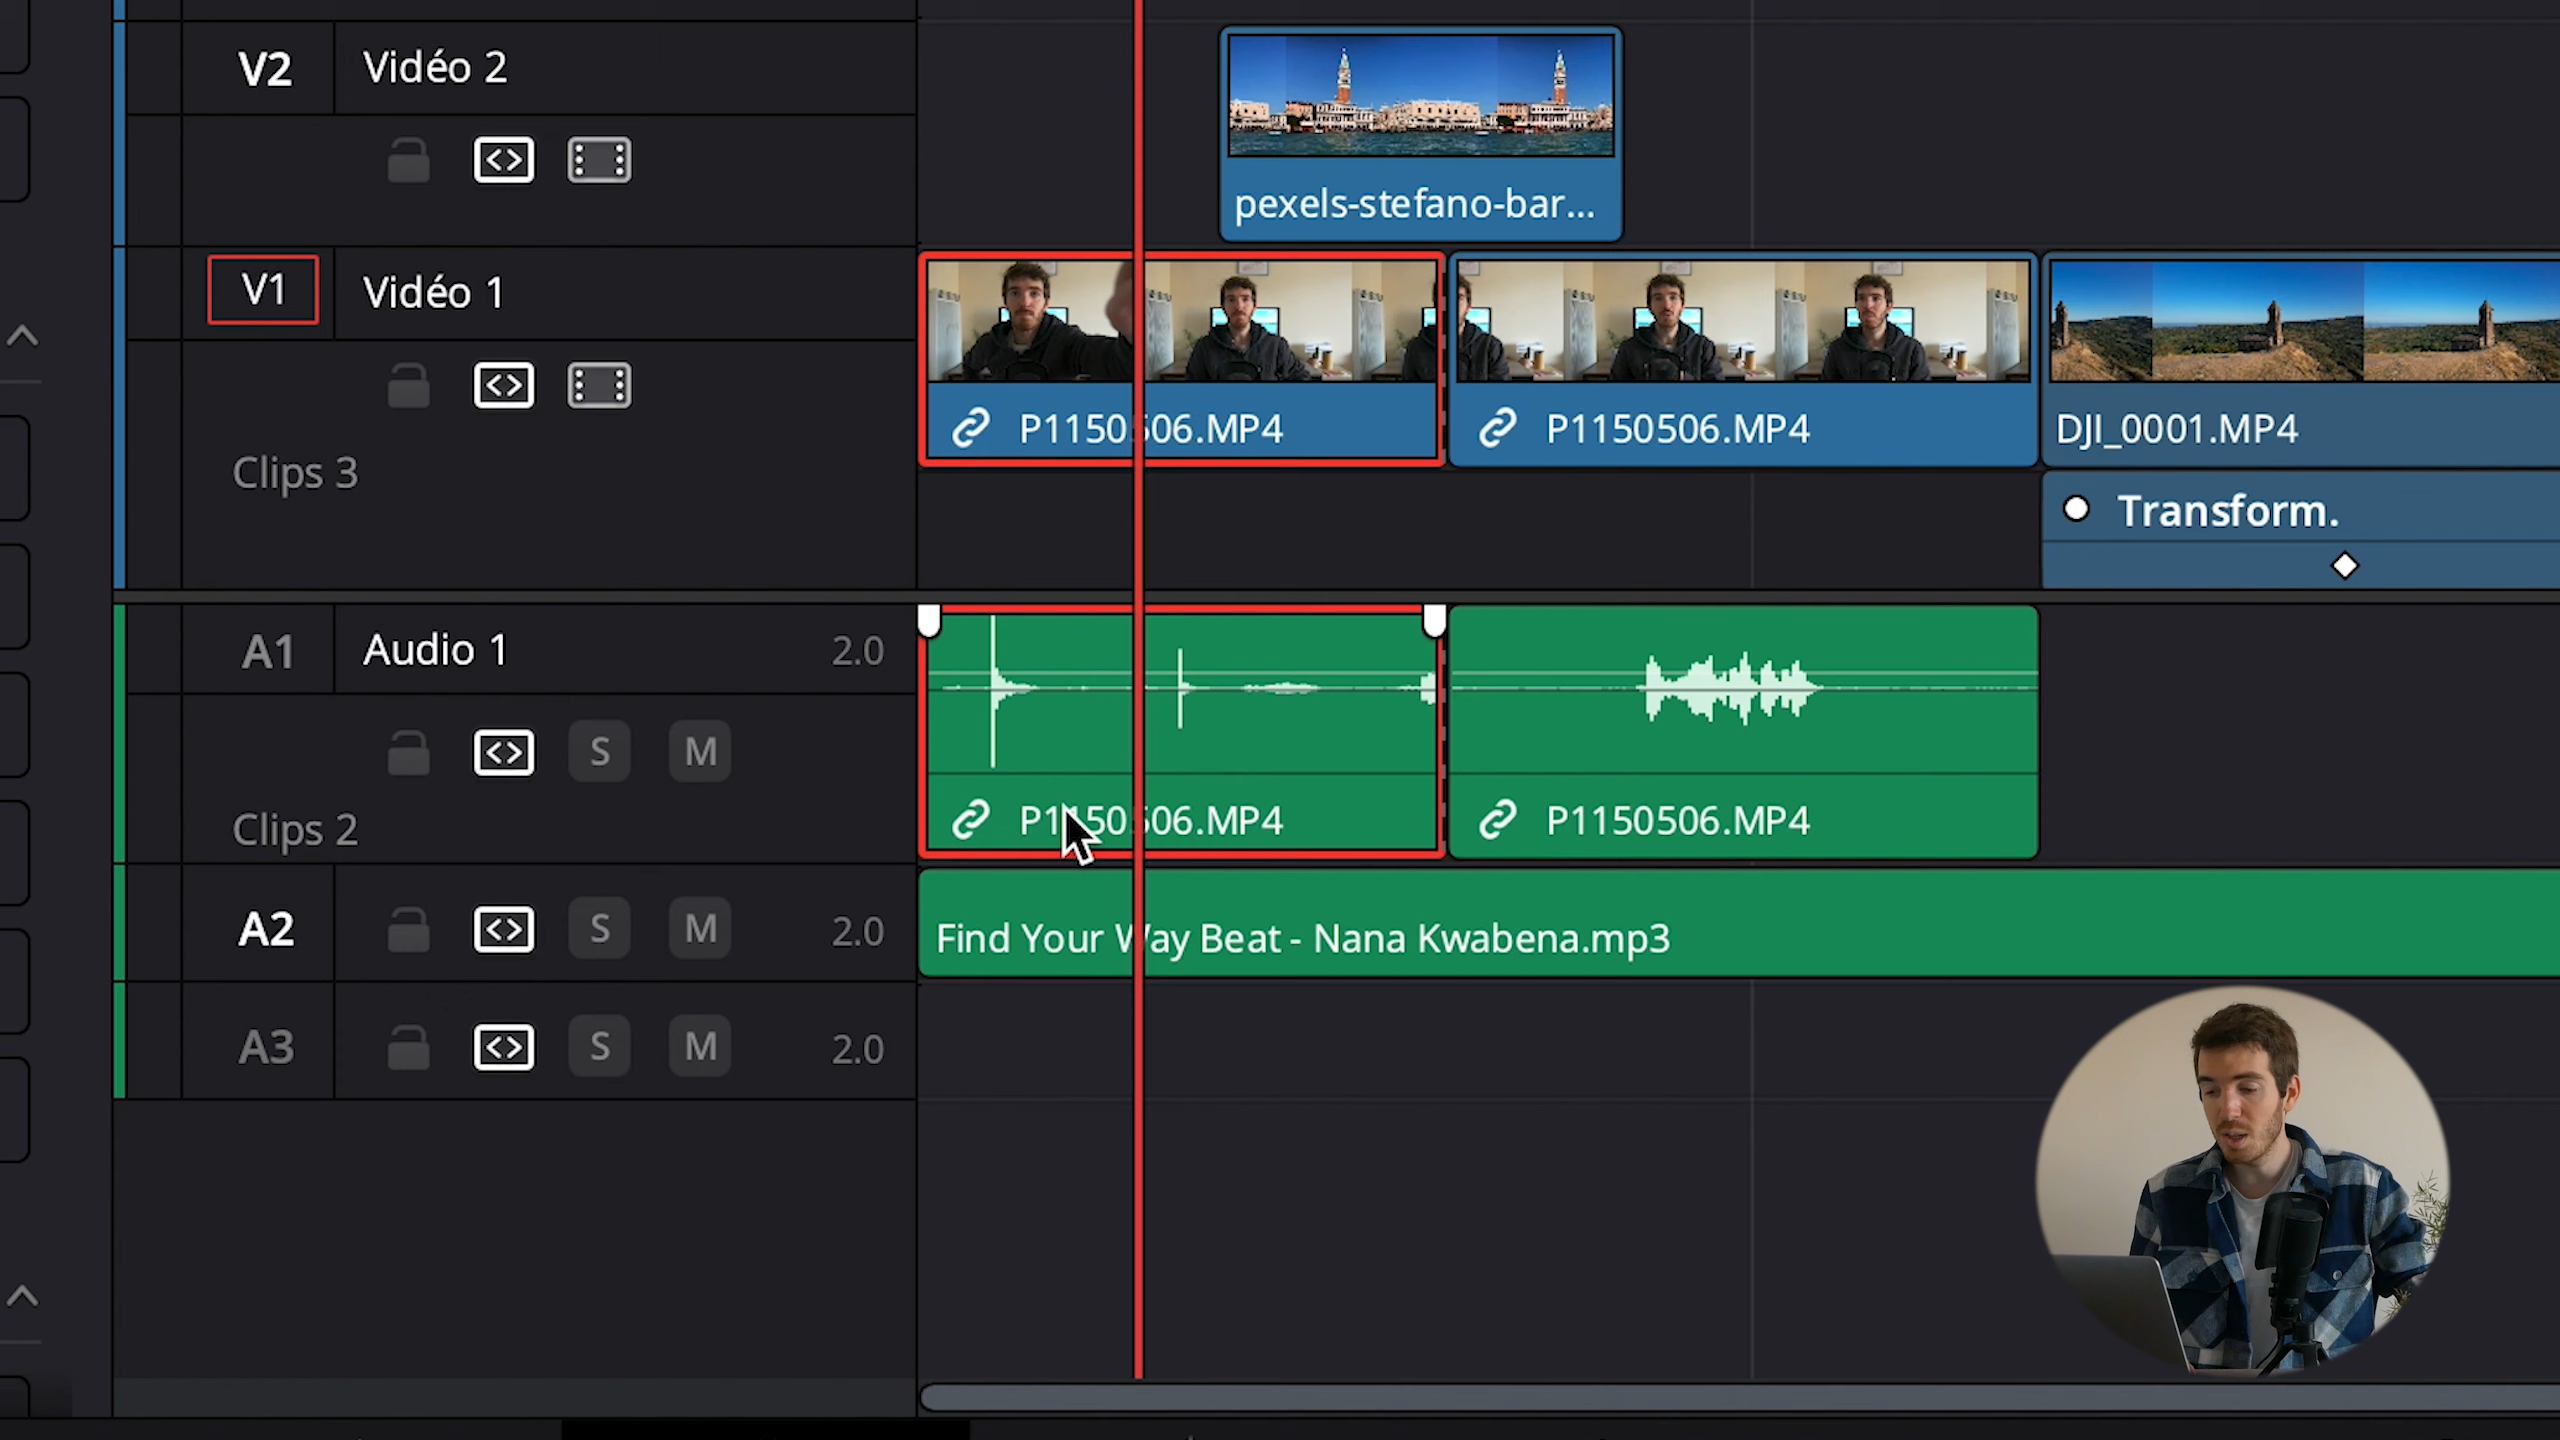 V2 Vidéo 2
pexels-stefano-bar...
V1 Vidéo 1
P1150506.MP4 P1150506.MP4 DJI_0001.MP4
Clips 3
Transform.
A1 Audio 1 2.0
S M
Clips 2
P1150506.MP4 P1150506.MP4
A2 S M 2.0
Find Your Way Beat - Nana Kwabena.mp3
A3 S M 2.0